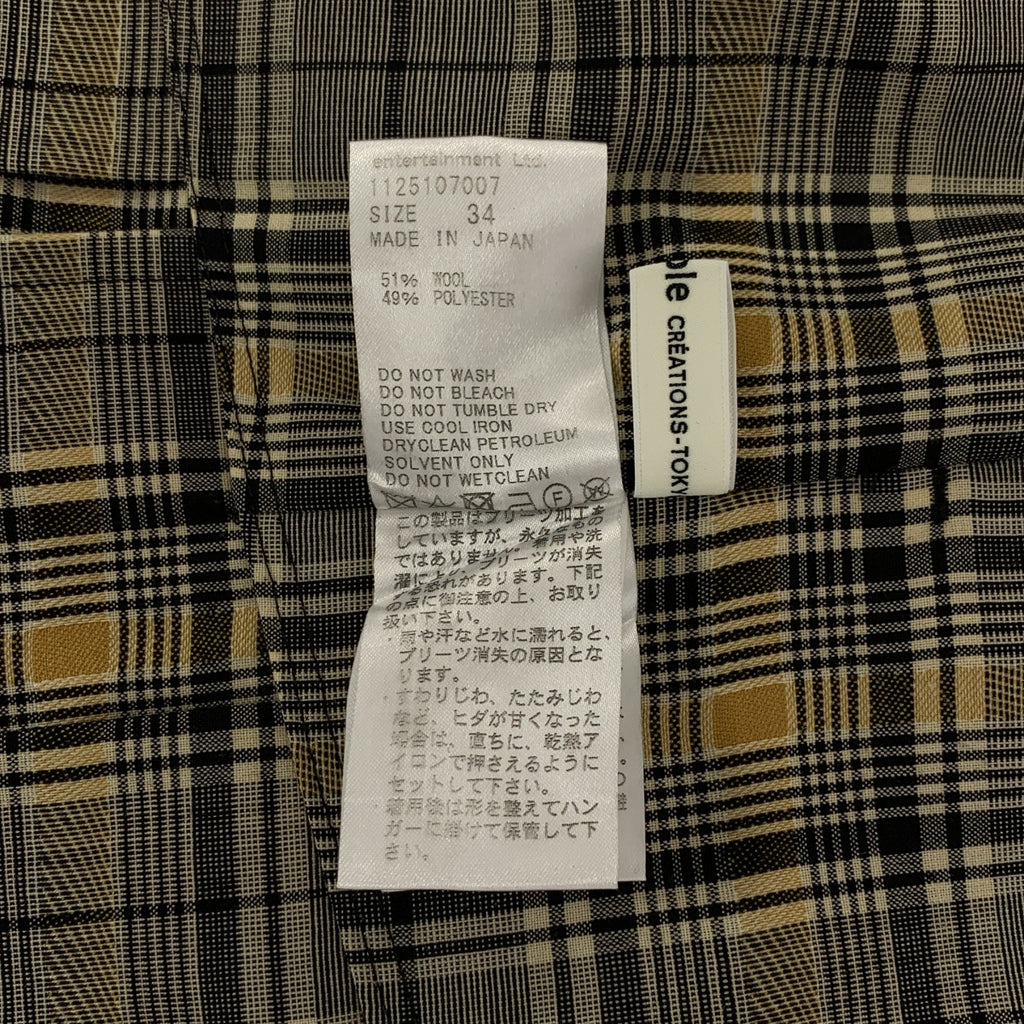 entertainment Ltd.
1125107007
SIZE 34
MADE IN JAPAN
51% WOOL
49% POLYESTER
DO NOT WASH
DO NOT BLEACH
DO NOT TUMBLE DRY
USE COOL IRON
DRYCLEAN PETROLEUM
SOLVENT ONLY
DO NOT WETCLEAN
F
この製品はプリーツ加工を
していますが、永久
ではありません。着用や洗
濯によりプリーツが消失
する恐れがあります。下記
の点に御注意の上、お取り
扱い下さい。
・雨や汗など水に濡れると、
プリーツ消失の原因とな
ります。
・すわりじわ、たたみじわ
など、ヒダが甘くなった
場合は、直ちに、乾熱ア
イロンで押さえるように
セットして下さい。
・着用後は形を整えてハン
ガーに掛けて保管して下
さい。
ple CRÉATIONS-TOKY